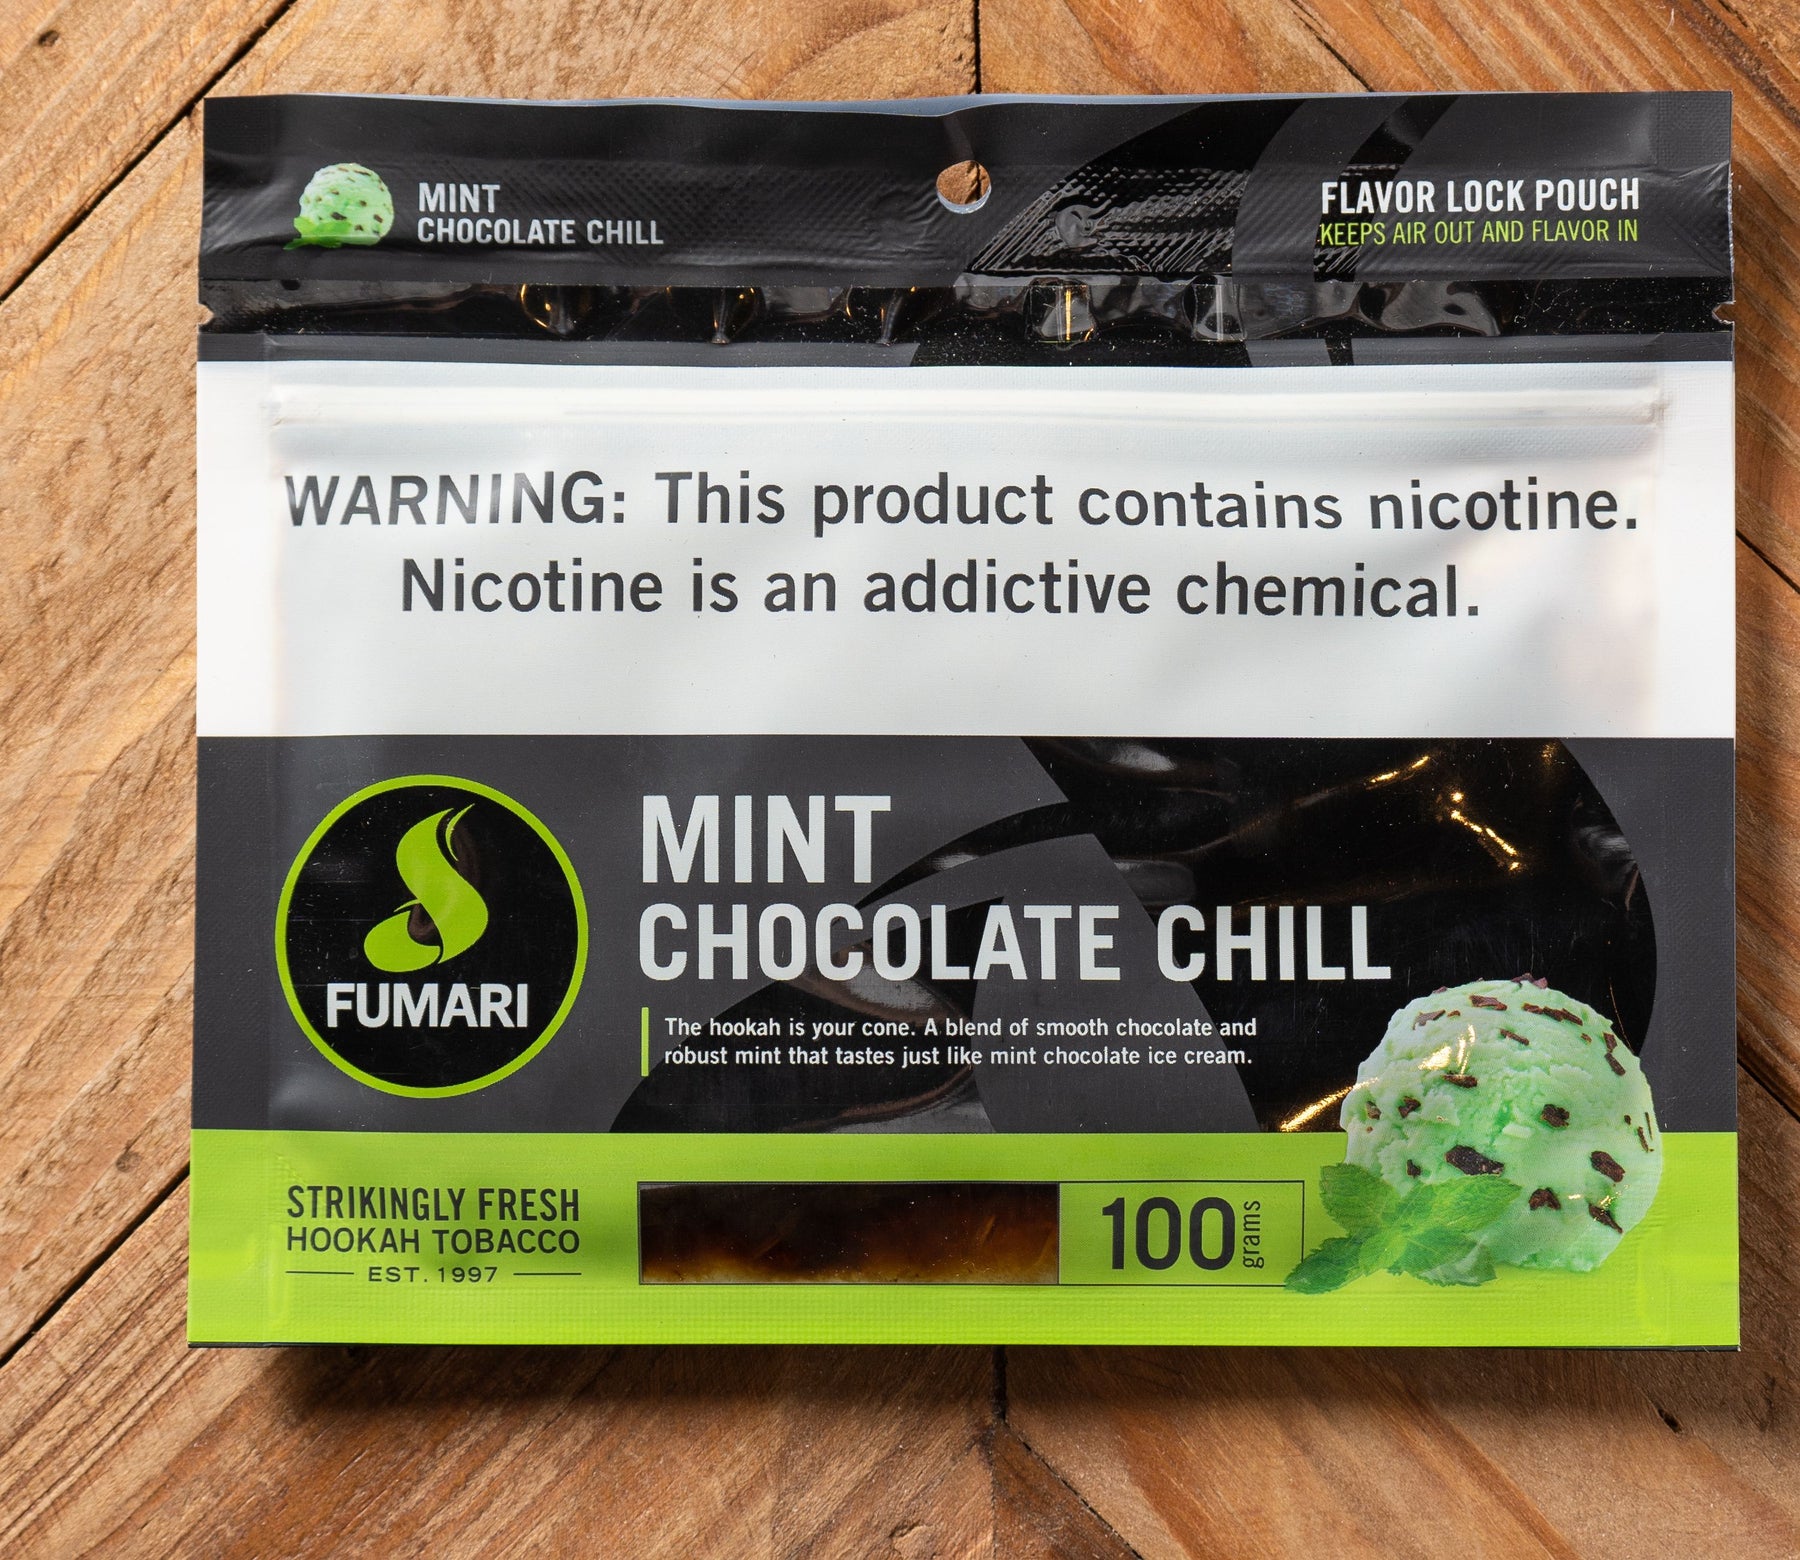 MINT
CHOCOLATE CHILL
FLAVOR LOCK POUCH
KEEPS AIR OUT AND FLAVOR IN
WARNING: This product contains nicotine.
Nicotine is an addictive chemical.
FUMARI
MINT
CHOCOLATE CHILL
The hookah is your cone. A blend of smooth chocolate and
robust mint that tastes just like mint chocolate ice cream.
STRIKINGLY FRESH
HOOKAH TOBACCO
EST. 1997
100 grams